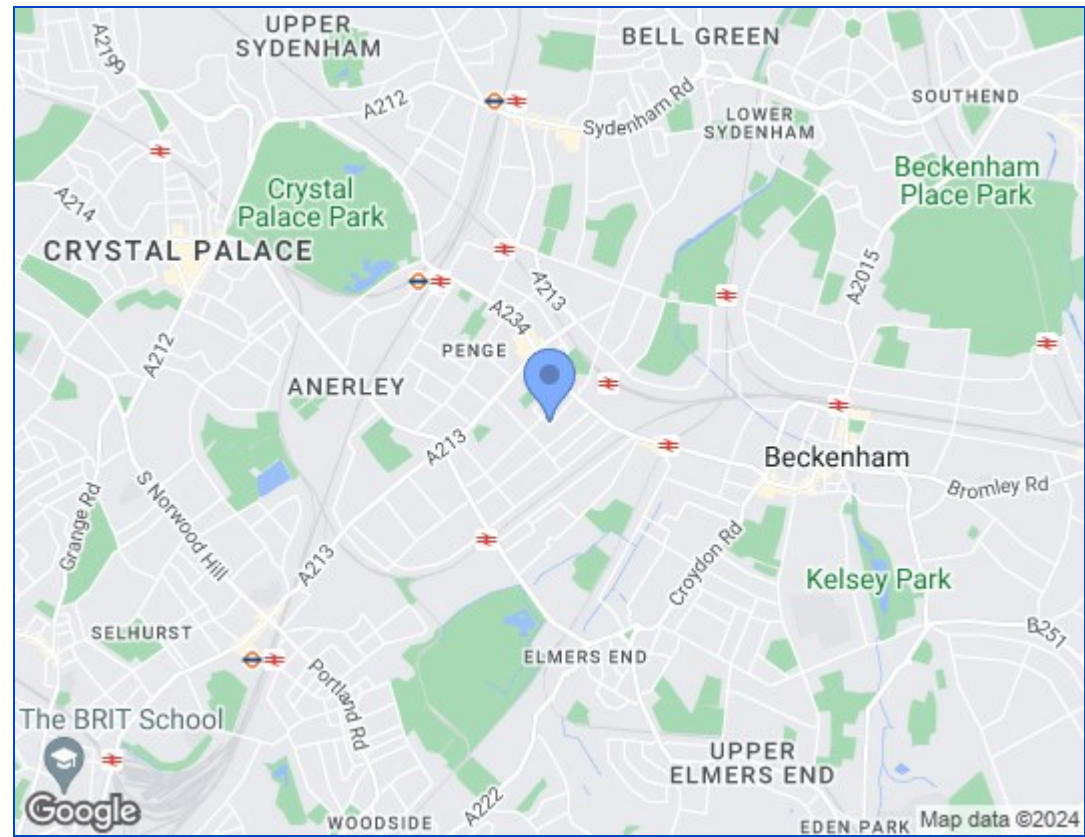 UPPER
SYDENHAM
BELL GREEN
A2199
A212
Sydenham Rd
LOWER
SYDENHAM
SOUTHEND
Beckenham
Place Park
A214
Crystal
Palace Park
CRYSTAL PALACE
A213
A2015
A234
A212
PENGE
ANERLEY
A213
Beckenham
Bromley Rd
Grange Rd
S Norwood Hill
A213
Croydon Rd
Kelsey Park
SELHURST
B251
ELMERS END
Portland Rd
The BRIT School
UPPER
ELMERS END
A222
Google
WOODSIDE
EDEN PARK
Map data ©2024